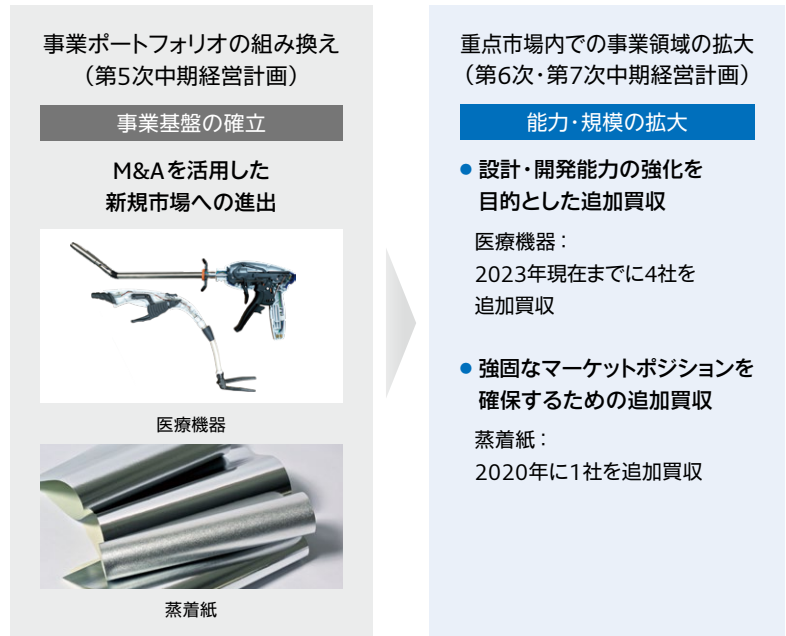 事業ポートフォリオの組み換え
（第5次中期経営計画）
事業基盤の確立
M&Aを活用した
新規市場への進出
医療機器
蒸着紙
重点市場内での事業領域の拡大
（第6次・第7次中期経営計画）
能力・規模の拡大
● 設計・開発能力の強化を
目的とした追加買収
医療機器：
2023年現在までに4社を
追加買収
● 強固なマーケットポジションを
確保するための追加買収
蒸着紙：
2020年に1社を追加買収